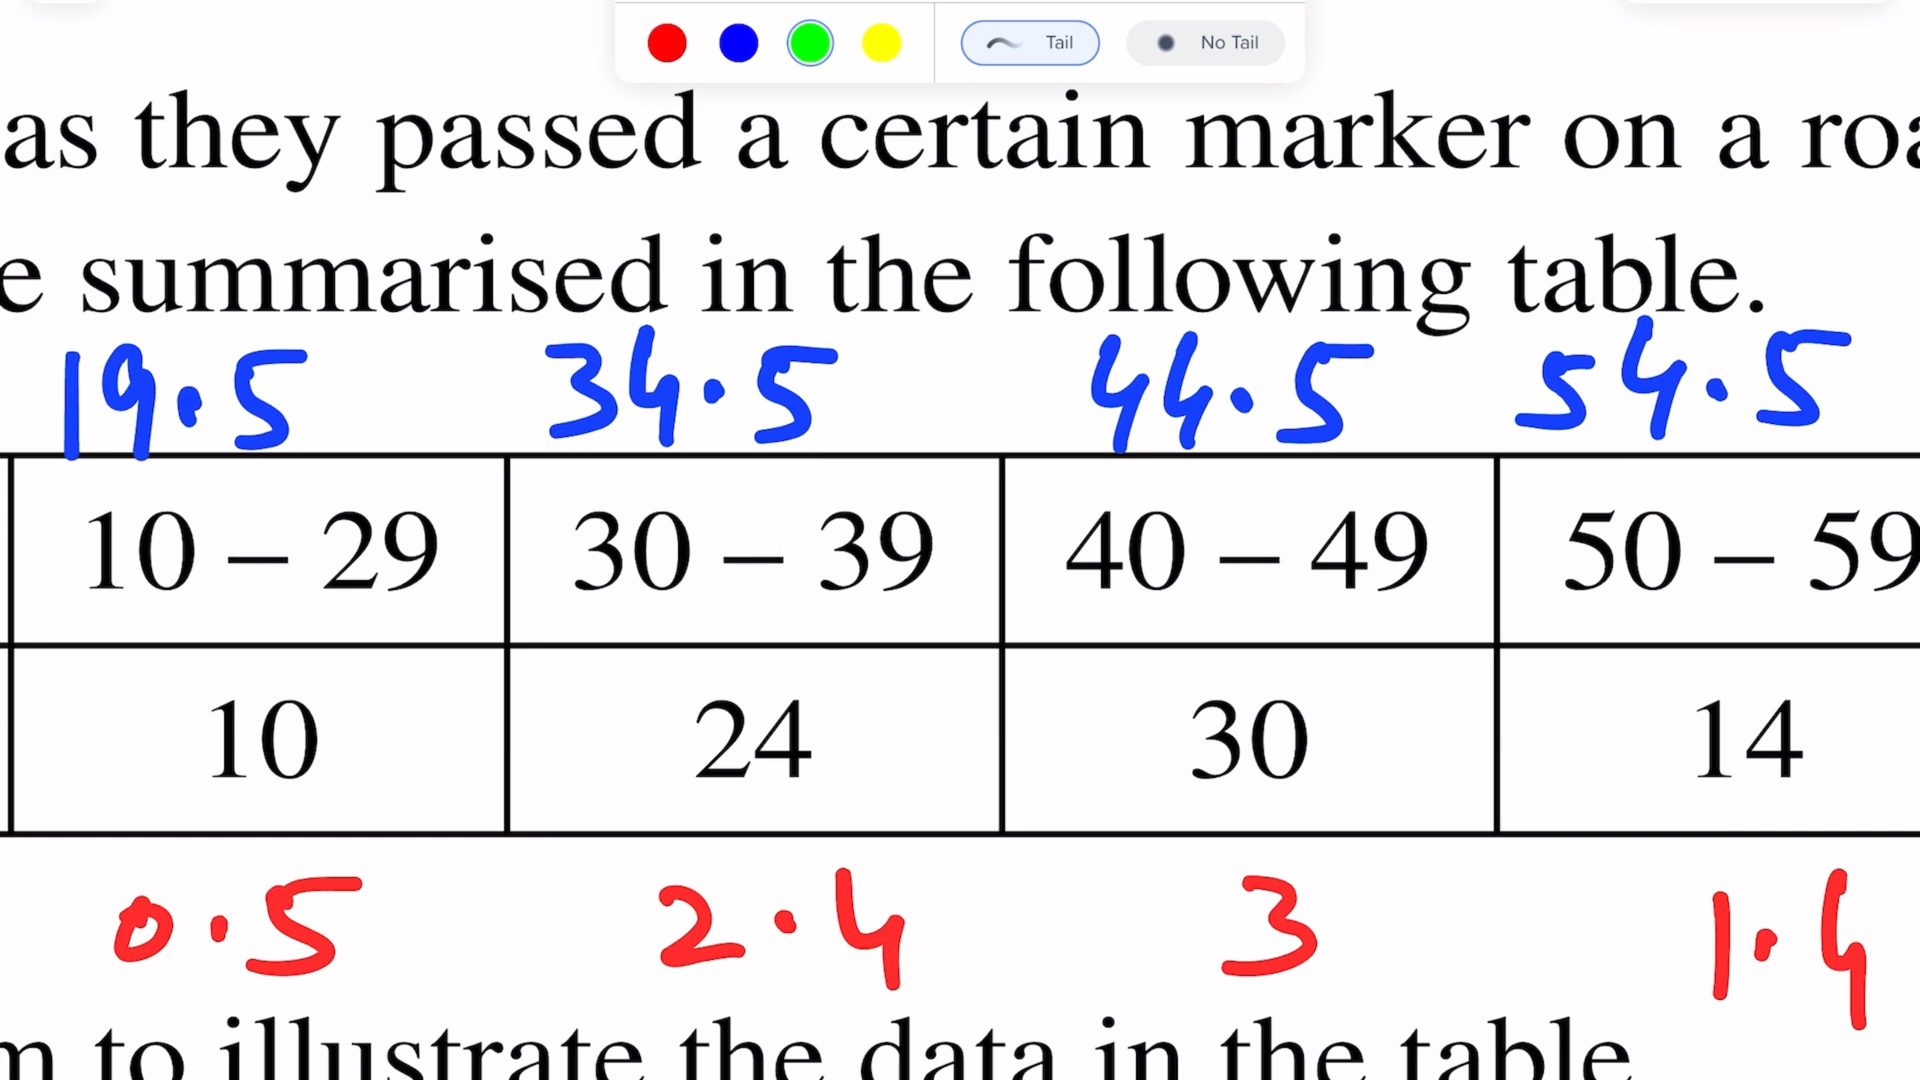 Tail No Tail
as they passed a certain marker on a roa
e summarised in the following table.
19.5 34.5 44.5 54.5
10 – 29 30 – 39 40 – 49 50 – 59
10 24 30 14
0.5 2.4 3 1.4
m to illustrate the data in the table